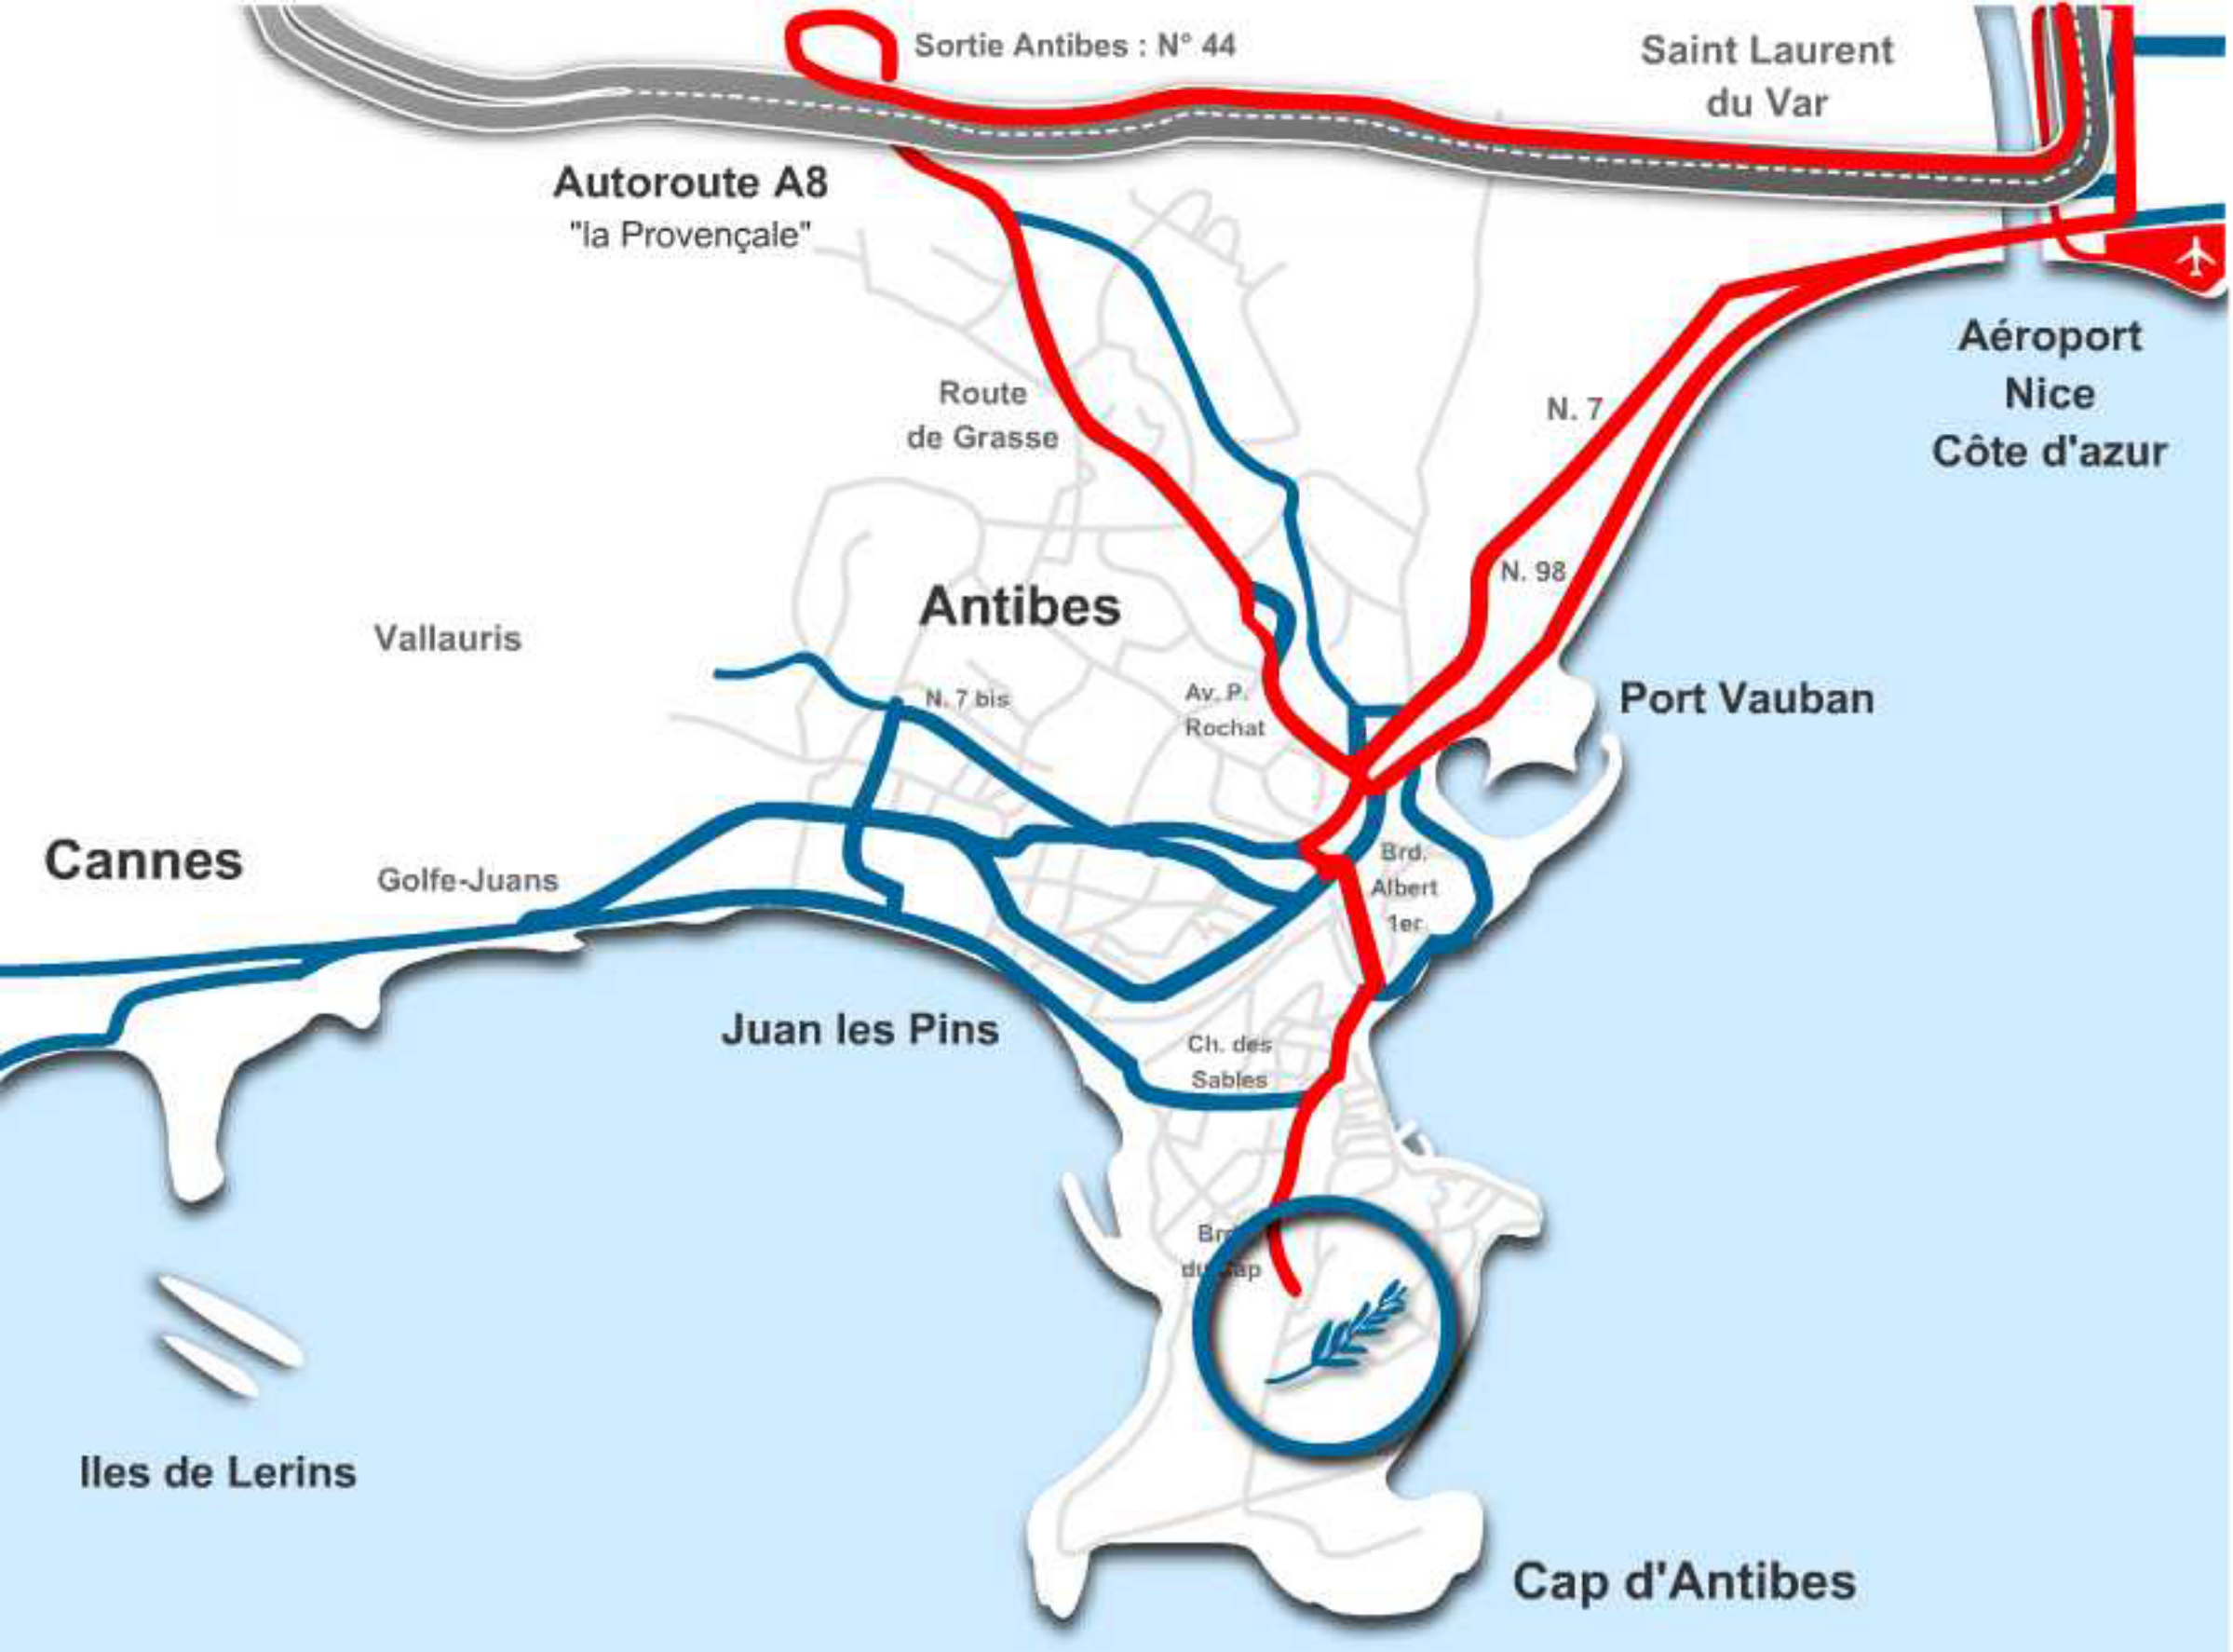 Sortie Antibes : N° 44
Saint Laurent
du Var
Autoroute A8
"la Provençale"
Aéroport
Nice
Côte d'azur
Route
de Grasse
N. 7
N. 98
Antibes
Vallauris
N. 7 bis
Av. P.
Rochat
Port Vauban
Cannes
Golfe-Juans
Brd.
Albert
1er
Juan les Pins
Ch. des
Sables
du Cap
Iles de Lerins
Cap d'Antibes